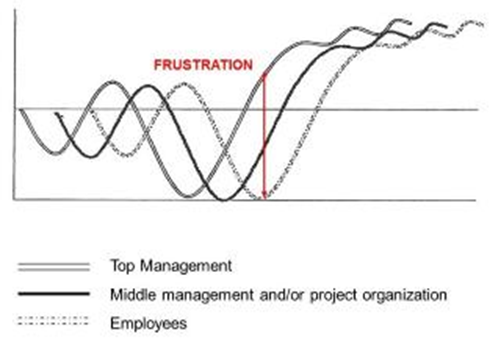 FRUSTRATION
Top Management
Middle management and/or project organization
Employees